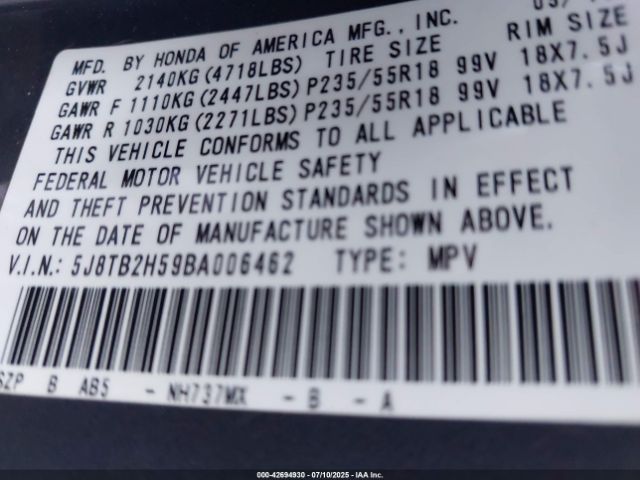 MFD. BY HONDA OF AMERICA MFG., INC.
GVWR 2140KG(4718LBS) TIRE SIZE RIM SIZE
GAWR F 1110KG(2447LBS)P235/55R18 99V 18X7.5J
GAWR R 1030KG(2271LBS)P235/55R18 99V 18X7.5J
THIS VEHICLE CONFORMS TO ALL APPLICABLE
FEDERAL MOTOR VEHICLE SAFETY
AND THEFT PREVENTION STANDARDS IN EFFECT
ON THE DATE OF MANUFACTURE SHOWN ABOVE.
V.I.N.: 5J8TB2H59BA006462 TYPE: MPV
SZP B AB5 - NH737MX - B - A
000-42694930 - 07/10/2025 - IAA Inc.